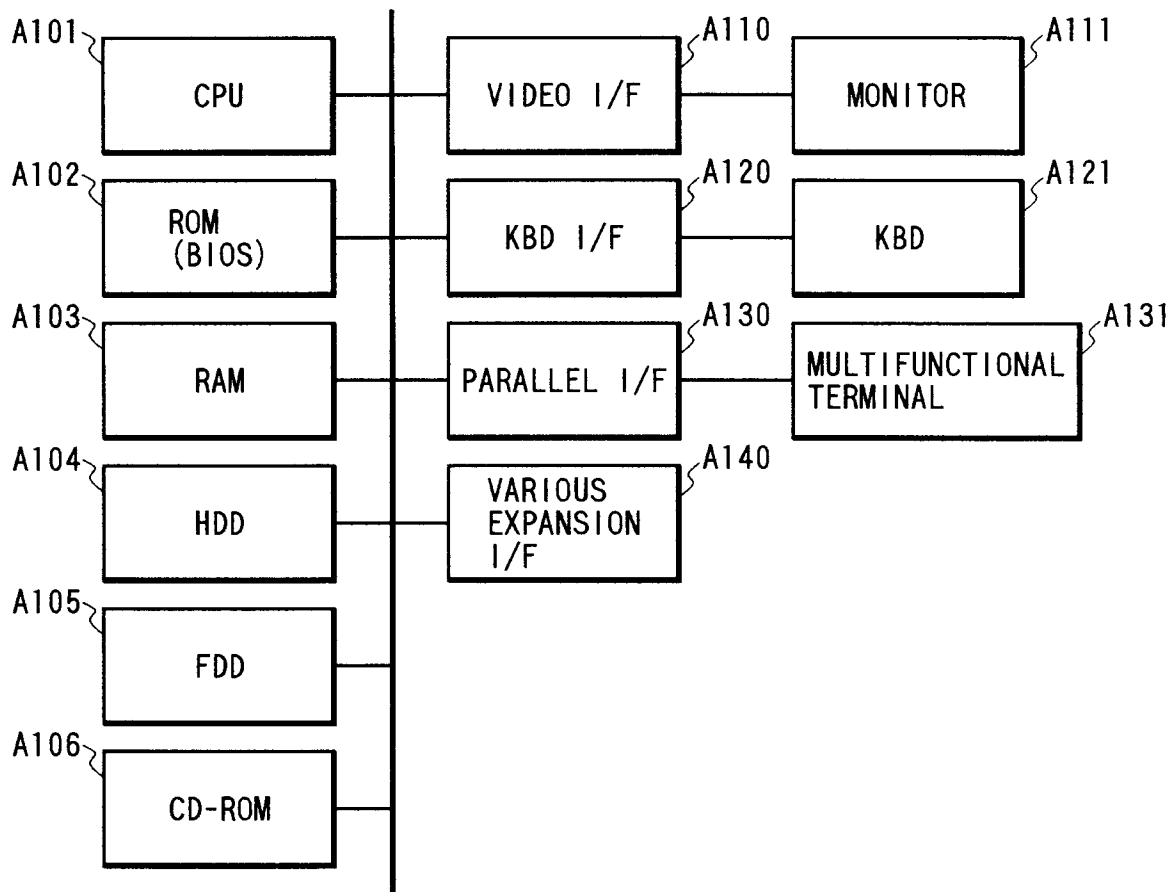 A101
CPU
A110
VIDEO I/F
A111
MONITOR
A102
ROM
(BIOS)
A120
KBD I/F
A121
KBD
A103
RAM
A130
PARALLEL I/F
A131
MULTIFUNCTIONAL
TERMINAL
A104
HDD
A140
VARIOUS
EXPANSION
I/F
A105
FDD
A106
CD-ROM